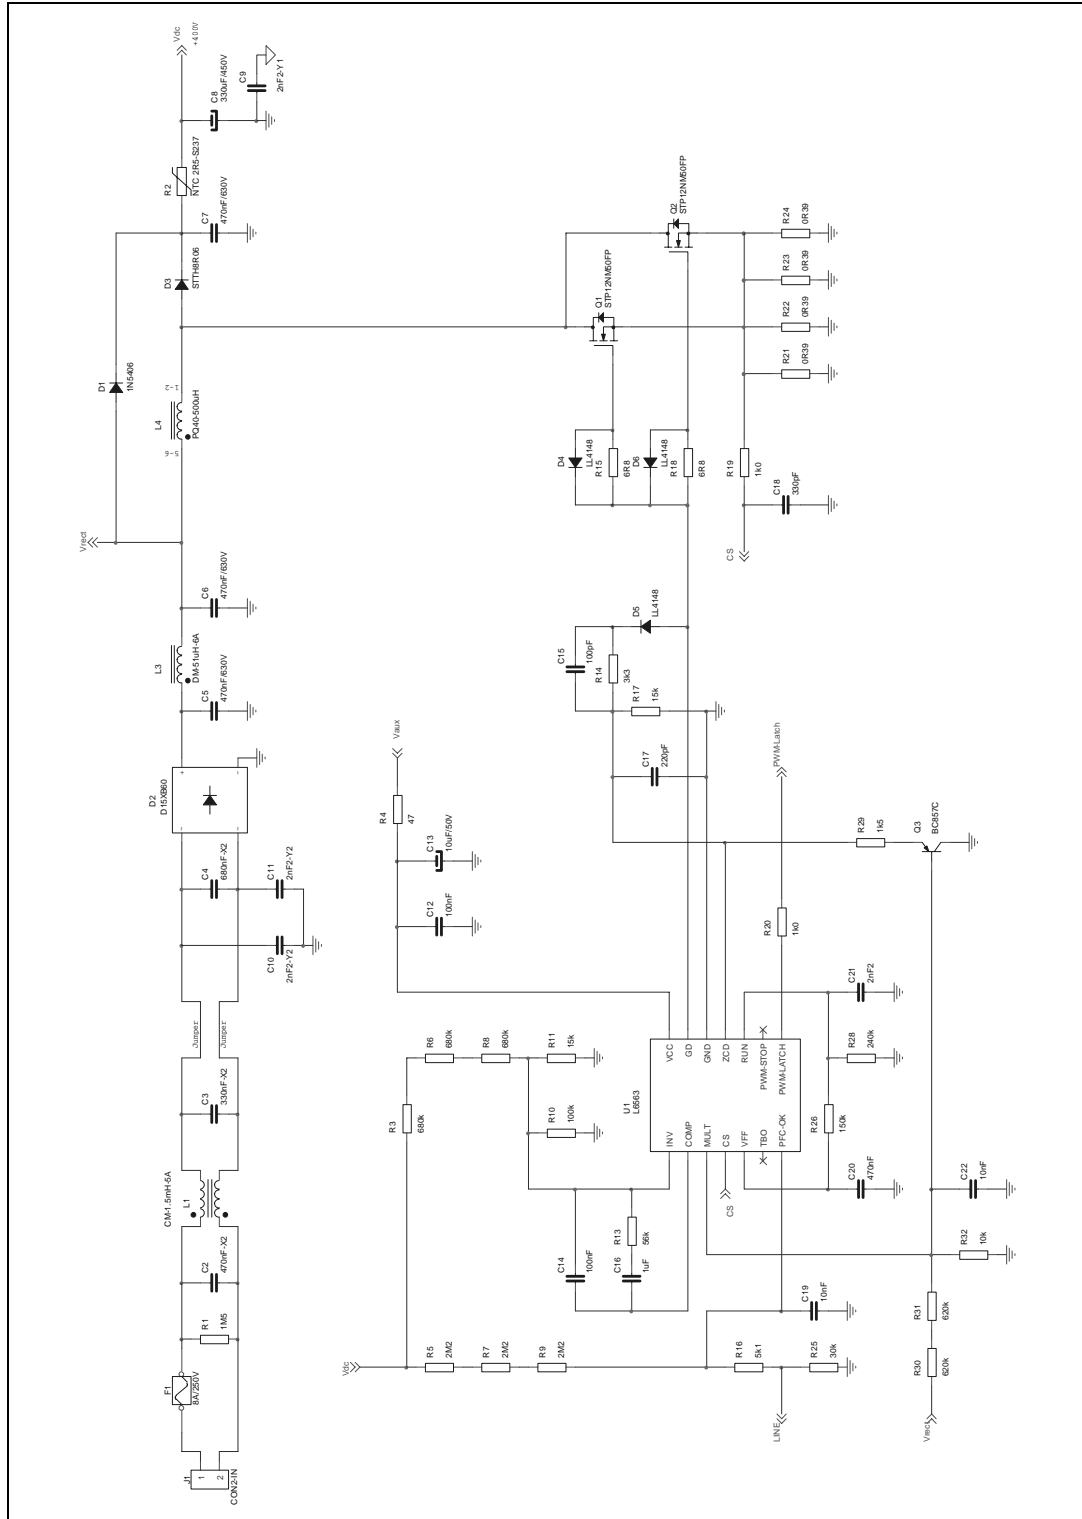 J1
CON2-IN
1
2
F1
8A/250V
R1
1M5
C2
470nF-X2
CM-1.5mH-5A
L1
C3
330nF-X2
Jumper
Jumper
C10
2nF2-Y2
C11
2nF2-Y2
C4
680nF-X2
D2
D15XB60
~
~
+
-
C5
470nF/630V
L3
DM-51uH-6A
C6
470nF/630V
Vrect
D1
1N5406
L4
5-6
1-2
PQ40-500uH
D3
STTH8R06
C7
470nF/630V
R2
NTC 2R5-S237
C8
330uF/450V
C9
2nF2-Y1
Vdc
+400V
Vdc
R3
680k
R6
680k
R8
680k
R11
15k
R10
100k
R4
47
Vaux
C12
100nF
C13
10uF/50V
R5
2M2
R7
2M2
R9
2M2
C14
100nF
C16
1uF
R13
56k
U1
L6563
INV
COMP
MULT
CS
VFF
TBO
PFC-OK
VCC
GD
GND
ZCD
RUN
PWM-STOP
PWM-LATCH
CS
R16
5k1
R25
30k
LINE
C19
10nF
C20
470nF
R26
150k
R28
240k
C21
2nF2
R20
1k0
PWM-Latch
C17
220pF
R17
15k
R14
3k3
C15
100pF
D5
LL4148
D4
LL4148
R15
6R8
D6
LL4148
R18
6R8
Q1
STP12NM50FP
Q2
STP12NM50FP
CS
C18
330pF
R19
1k0
R21
0R39
R22
0R39
R23
0R39
R24
0R39
Vrect
R30
620k
R31
620k
R32
10k
C22
10nF
R29
1k5
Q3
BC857C